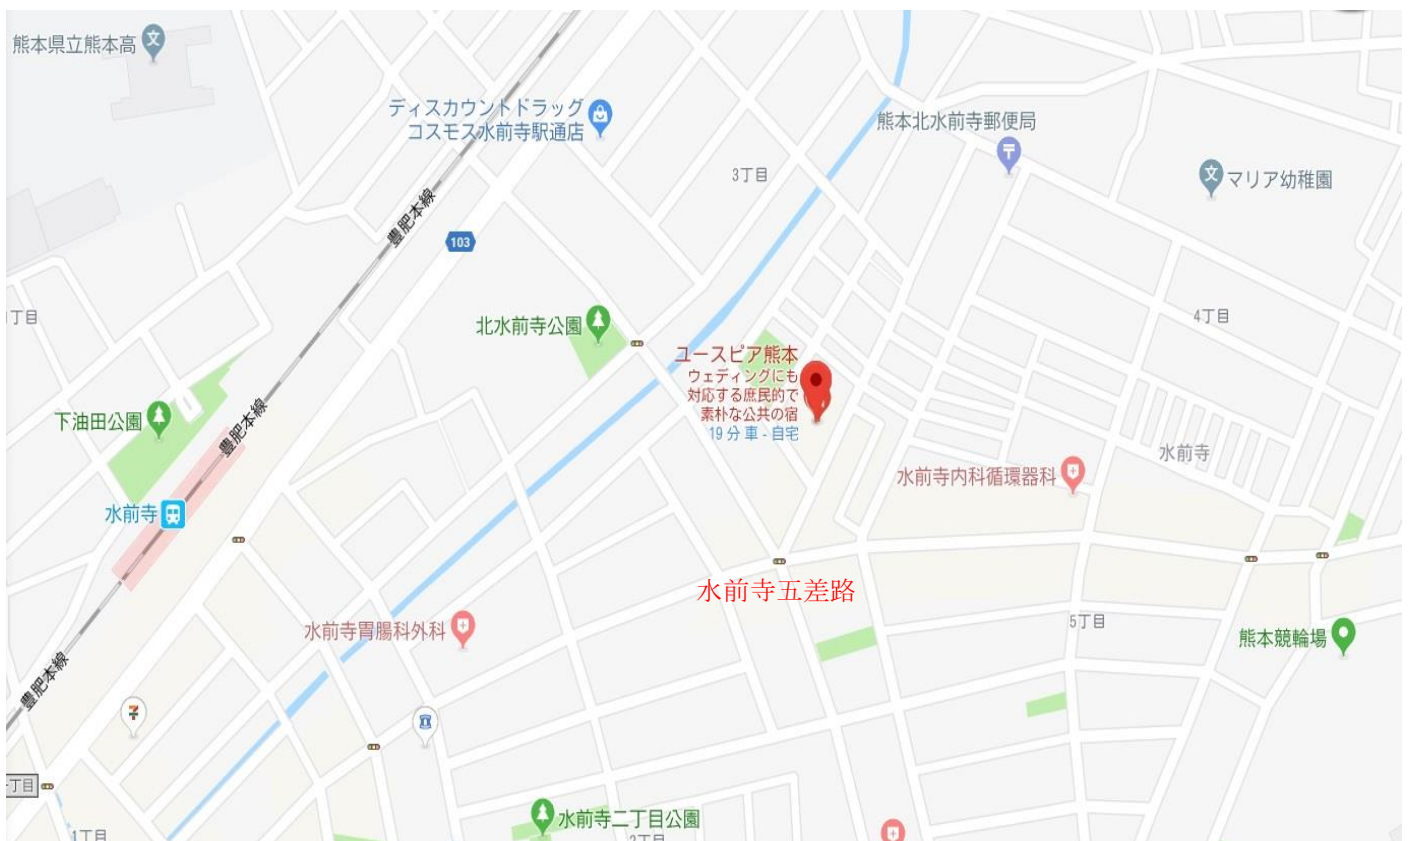 熊本県立熊本高
ディスカウントドラッグ
コスモス水前寺駅通店
熊本北水前寺郵便局
3丁目
マリア幼稚園
豊肥本線
103
丁目
4丁目
北水前寺公園
ユースピア熊本
ウェディングにも
対応する庶民的で
素朴な公共の宿
19 分 車 - 自宅
下油田公園
豊肥本線
水前寺
水前寺内科循環器科
水前寺
水前寺五差路
水前寺胃腸科外科
5丁目
熊本競輪場
豊肥本線
7
丁目
水前寺二丁目公園
1丁目
2丁目